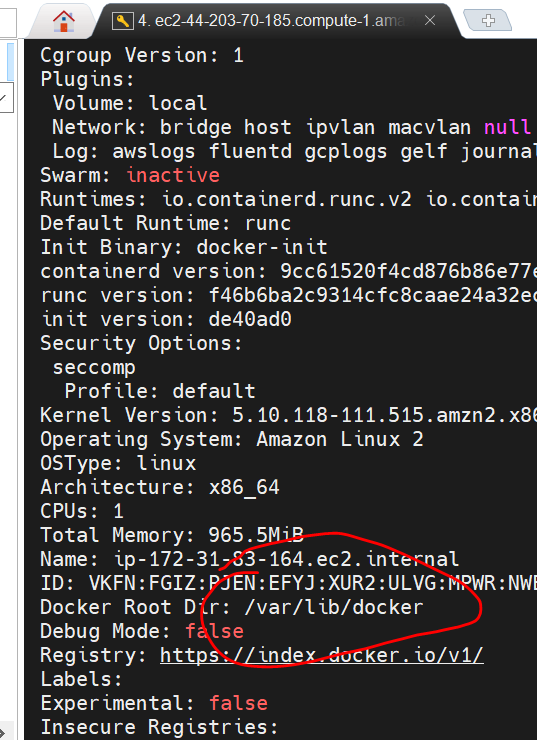 4. ec2-44-203-70-185.compute-1.ama
Cgroup Version: 1
Plugins:
Volume: local
Network: bridge host ipvlan macvlan null
Log: awslogs fluentd gcplogs gelf journal
Swarm: inactive
Runtimes: io.containerd.runc.v2 io.contain
Default Runtime: runc
Init Binary: docker-init
containerd version: 9cc61520f4cd876b86e77e
runc version: f46b6ba2c9314cfc8caae24a32ec
init version: de40ad0
Security Options:
seccomp
Profile: default
Kernel Version: 5.10.118-111.515.amzn2.x86
Operating System: Amazon Linux 2
OSType: linux
Architecture: x86_64
CPUs: 1
Total Memory: 965.5MiB
Name: ip-172-31-83-164.ec2.internal
ID: VKFN:FGIZ:PJEN:EFYJ:XUR2:ULVG:MPWR:NWE
Docker Root Dir: /var/lib/docker
Debug Mode: false
Registry: https://index.docker.io/v1/
Labels:
Experimental: false
Insecure Registries: